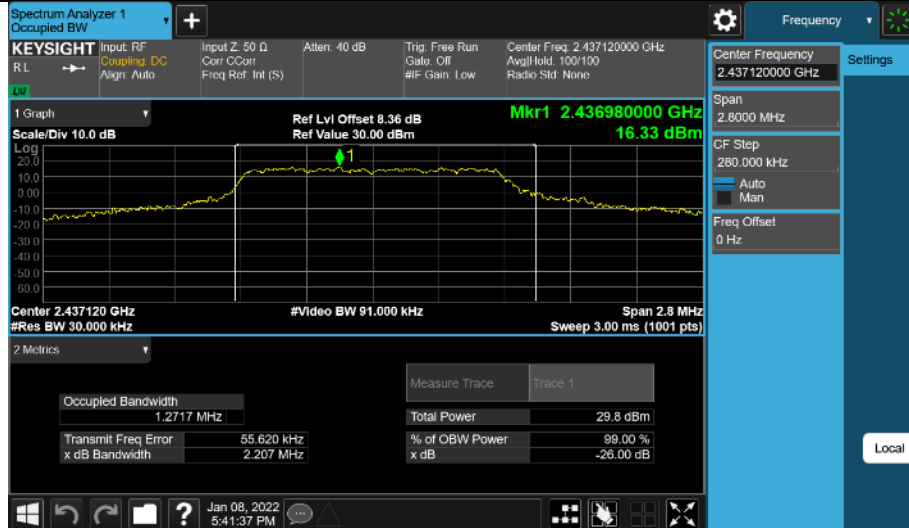 Spectrum Analyzer 1
Occupied BW
+
Frequency
KEYSIGHT
RL
LXI
Input: RF
Coupling: DC
Align: Auto
Input Z: 50 Ω
Corr CCorr
Freq Ref: Int (S)
Atten: 40 dB
Trig: Free Run
Gate: Off
#IF Gain: Low
Center Freq: 2.437120000 GHz
Avg|Hold: 100/100
Radio Std: None
Center Frequency
2.437120000 GHz
Settings
Span
2.8000 MHz
CF Step
280.000 kHz
Auto
Man
Freq Offset
0 Hz
Local
1 Graph
Scale/Div 10.0 dB
Ref Lvl Offset 8.36 dB
Ref Value 30.00 dBm
Mkr1 2.436980000 GHz
16.33 dBm
Log
20.0
10.0
0.00
-10.0
-20.0
-30.0
-40.0
-50.0
-60.0
1
Center 2.437120 GHz
#Res BW 30.000 kHz
#Video BW 91.000 kHz
Span 2.8 MHz
Sweep 3.00 ms (1001 pts)
2 Metrics
Measure Trace
Trace 1
Occupied Bandwidth
1.2717 MHz
Total Power
29.8 dBm
Transmit Freq Error
55.620 kHz
% of OBW Power
99.00 %
x dB Bandwidth
2.207 MHz
x dB
-26.00 dB
?
Jan 08, 2022
5:41:37 PM